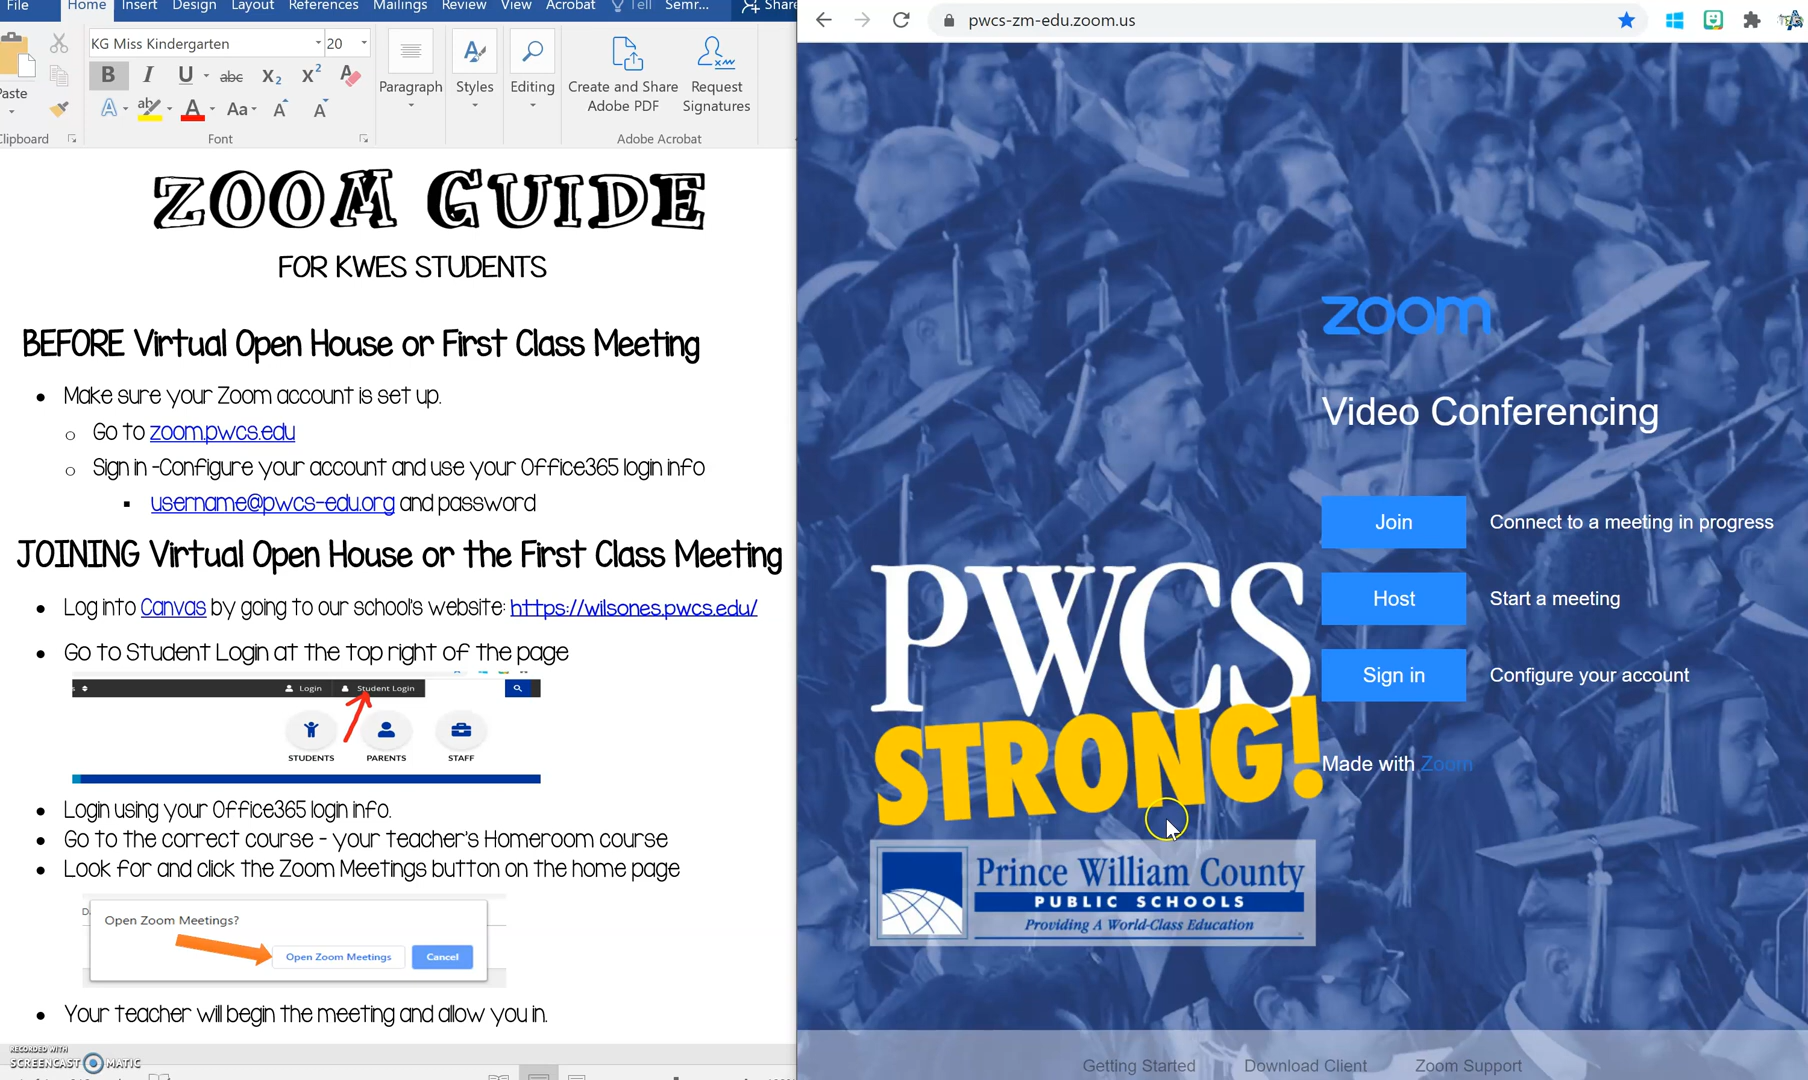 File Home Insert Design Layout References Mailings Review View Acrobat Tell Semr... Share
KG Miss Kindergarten 20
Paste
B I U abc X2 X2
Aa A A
Paragraph Styles Editing Create and Share Adobe PDF Request Signatures
Clipboard Font Adobe Acrobat
ZOOM GUIDE
FOR KWES STUDENTS
BEFORE Virtual Open House or First Class Meeting
• Make sure your Zoom account is set up.
o Go to zoom.pwcs.edu
o Sign in -Configure your account and use your Office365 login info
▪ username@pwcs-edu.org and password
JOINING Virtual Open House or the First Class Meeting
• Log into Canvas by going to our school's website: https://wilsones.pwcs.edu/
• Go to Student Login at the top right of the page
Login Student Login
STUDENTS PARENTS STAFF
• Login using your Office365 login info.
• Go to the correct course - your teacher's Homeroom course
• Look for and click the Zoom Meetings button on the home page
Open Zoom Meetings?
Open Zoom Meetings Cancel
• Your teacher will begin the meeting and allow you in.
RECORDED WITH
SCREENCAST MATIC
pwcs-zm-edu.zoom.us
zoom
Video Conferencing
Join Connect to a meeting in progress
Host Start a meeting
Sign in Configure your account
Made with Zoom
PWCS
STRONG!
Prince William County
PUBLIC SCHOOLS
Providing A World-Class Education
Getting Started Download Client Zoom Support